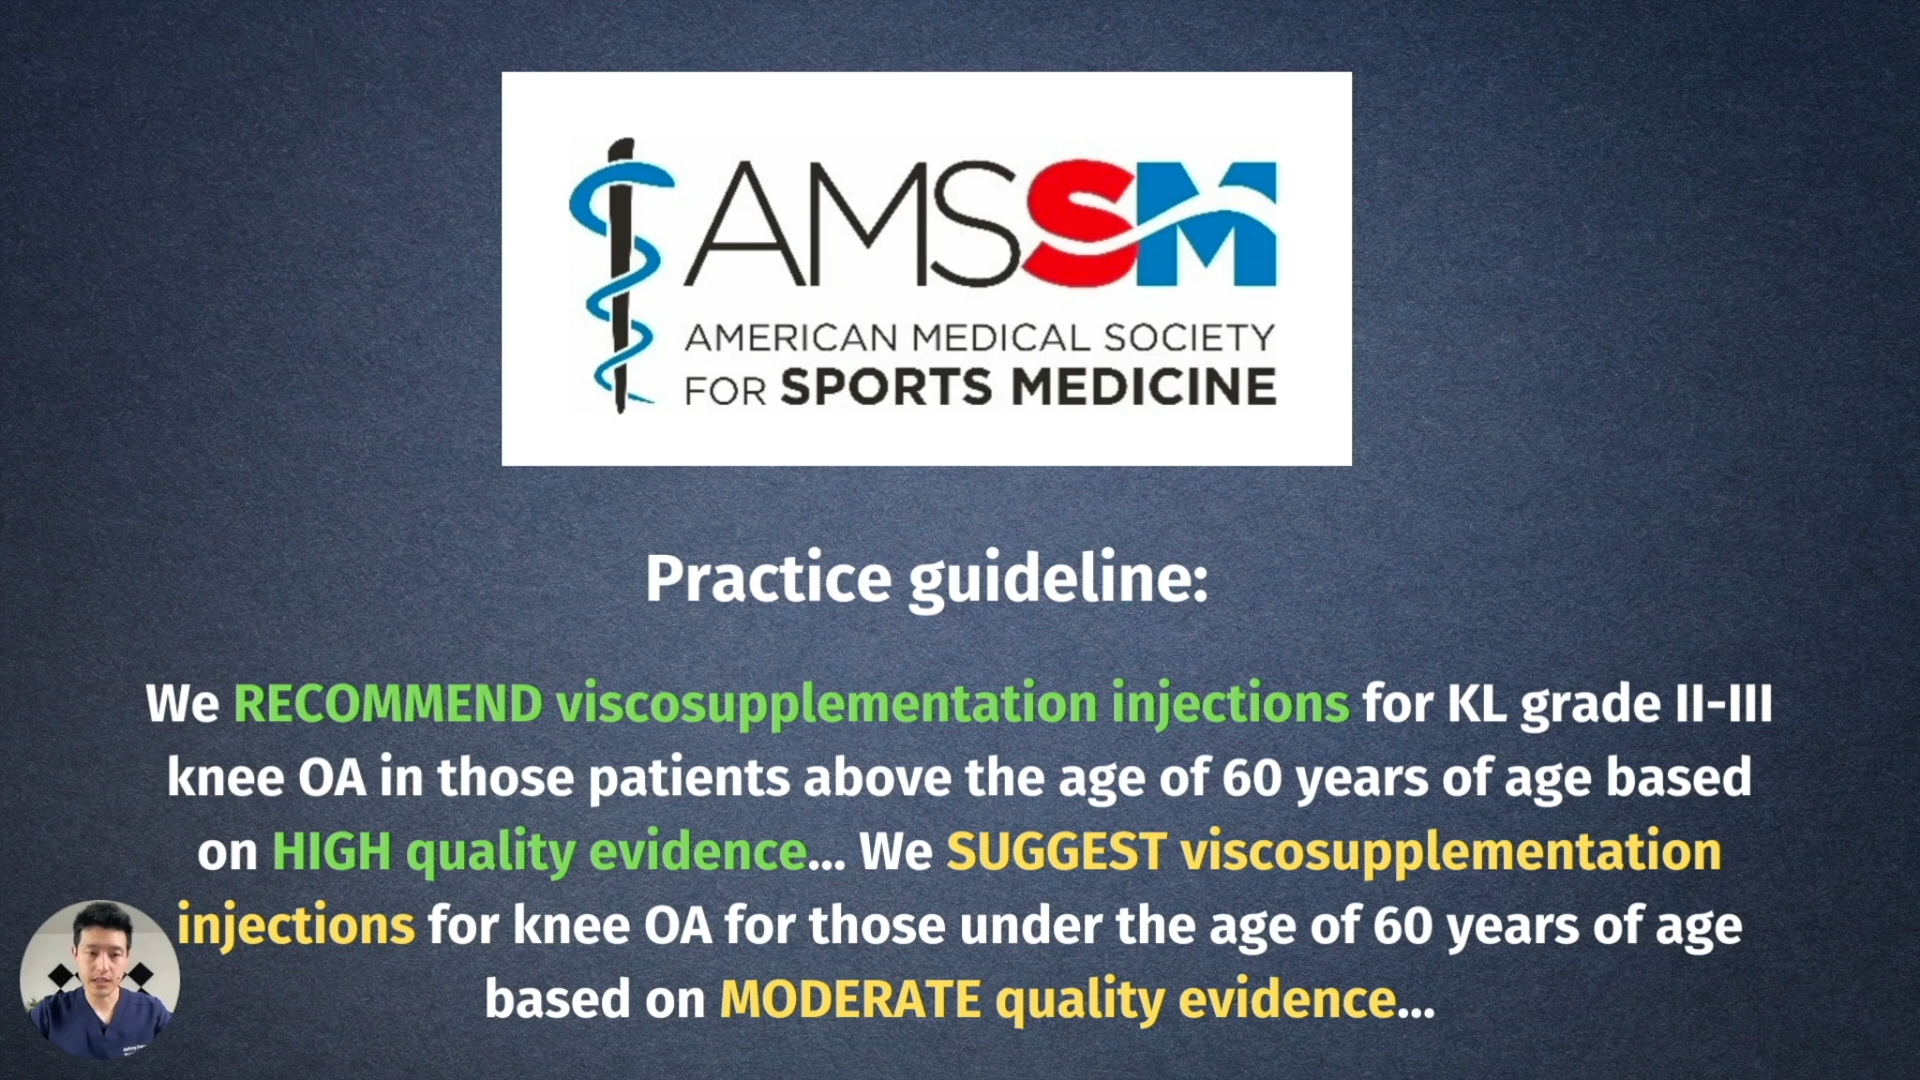 AMSSM
AMERICAN MEDICAL SOCIETY
FOR SPORTS MEDICINE
Practice guideline:
We RECOMMEND viscosupplementation injections for KL grade II-III
knee OA in those patients above the age of 60 years of age based
on HIGH quality evidence... We SUGGEST viscosupplementation
injections for knee OA for those under the age of 60 years of age
based on MODERATE quality evidence...